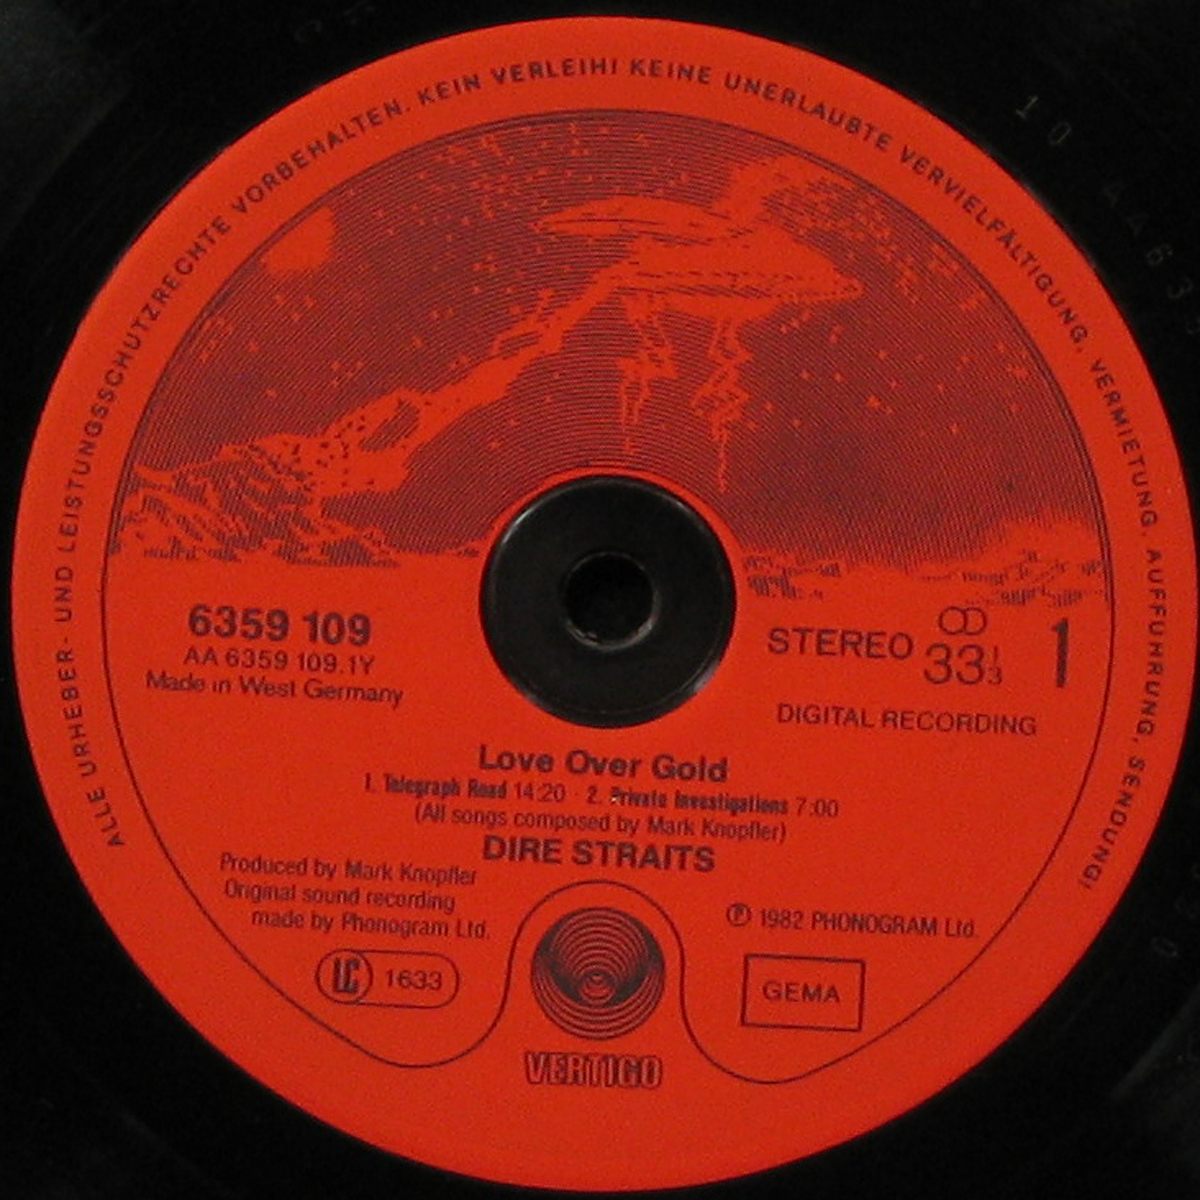 ALLE URHEBER- UND LEISTUNGSSCHUTZRECHTE VORBEHALTEN. KEIN VERLEIH! KEINE UNERLAUBTE VERVIELFÄLTIGUNG, VERMIETUNG, AUFFÜHRUNG, SENDUNG!
6359 109
AA 6359 109.1Y
Made in West Germany
STEREO 33 1/3 1
DIGITAL RECORDING
Love Over Gold
1. Telegraph Road 14:20 · 2. Private Investigations 7:00
(All songs composed by Mark Knopfler)
DIRE STRAITS
Produced by Mark Knopfler
Original sound recording
made by Phonogram Ltd.
℗ 1982 PHONOGRAM Ltd.
LC 1633
GEMA
VERTIGO